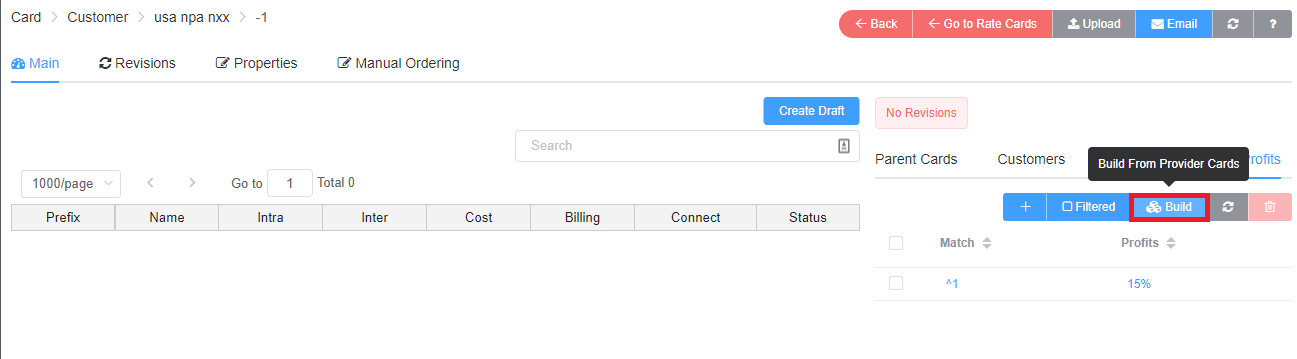 Card > Customer > usa npa nxx > -1
← Back
← Go to Rate Cards
Upload
Email
?
Main
Revisions
Properties
Manual Ordering
Create Draft
No Revisions
Search
Parent Cards
Customers
Build From Provider Cards
rofits
1000/page
Go to 1
Total 0
+
Filtered
Build
Prefix Name Intra Inter Cost Billing Connect Status
Match Profits
^1 15%